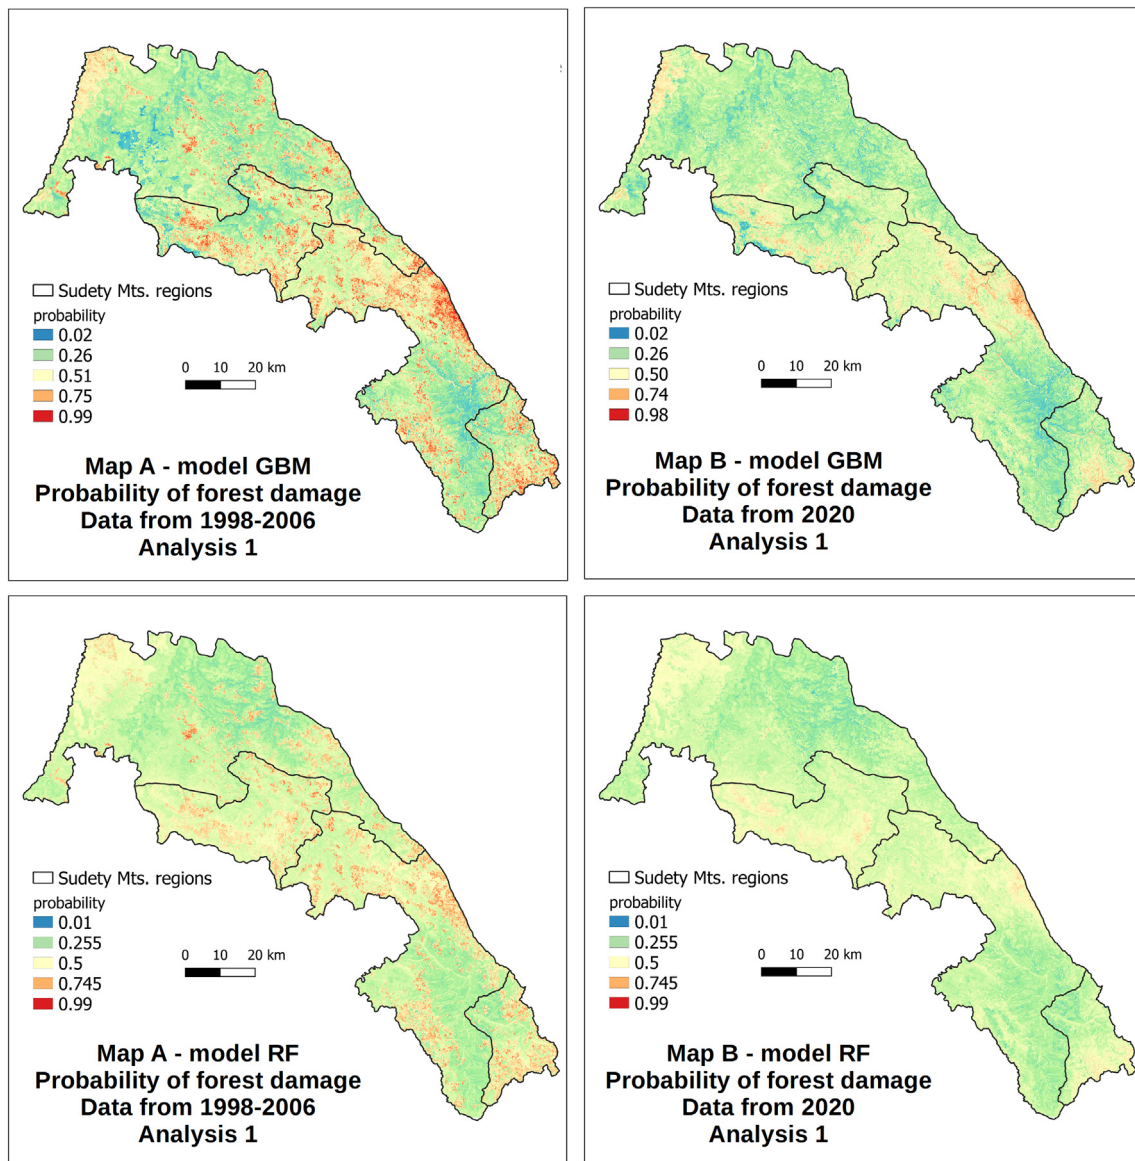 Sudety Mts. regions
probability
0.02
0.26
0.51
0.75
0.99
0 10 20 km
Map A - model GBM
Probability of forest damage
Data from 1998-2006
Analysis 1
Sudety Mts. regions
probability
0.02
0.26
0.50
0.74
0.98
0 10 20 km
Map B - model GBM
Probability of forest damage
Data from 2020
Analysis 1
Sudety Mts. regions
probability
0.01
0.255
0.5
0.745
0.99
0 10 20 km
Map A - model RF
Probability of forest damage
Data from 1998-2006
Analysis 1
Sudety Mts. regions
probability
0.01
0.255
0.5
0.745
0.99
0 10 20 km
Map B - model RF
Probability of forest damage
Data from 2020
Analysis 1